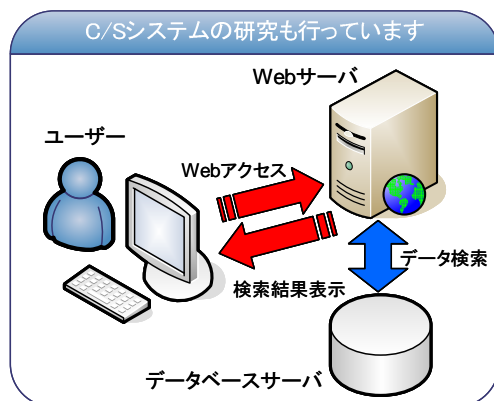 C/Sシステムの研究も行っています
Webサーバ
ユーザー
Webアクセス
データ検索
検索結果表示
データベースサーバ